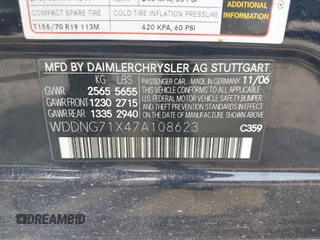 T155/70 R19 113M
COLD TIRE INFLATION PRESSURE
420 KPA, 60 PSI
ADDITIONAL
INFORMATION
MFD. BY DAIMLERCHRYSLER AG STUTTGART
KG LBS MADE IN GERMANY 11/06
GVWR 2565 5655
GAWR FRONT 1230 2715
GAWR REAR 1335 2940
THIS VEHICLE CONFORMS TO ALL APPLICABLE
FEDERAL MOTOR VEHICLE SAFETY,
BUMPER, AND THEFT PREVENTION
STANDARDS IN EFFECT ON THE DATE
OF MANUFACTURE SHOWN ABOVE.
WDDNG71X47A108623
PASSENGER CAR
C359
DREAMBID